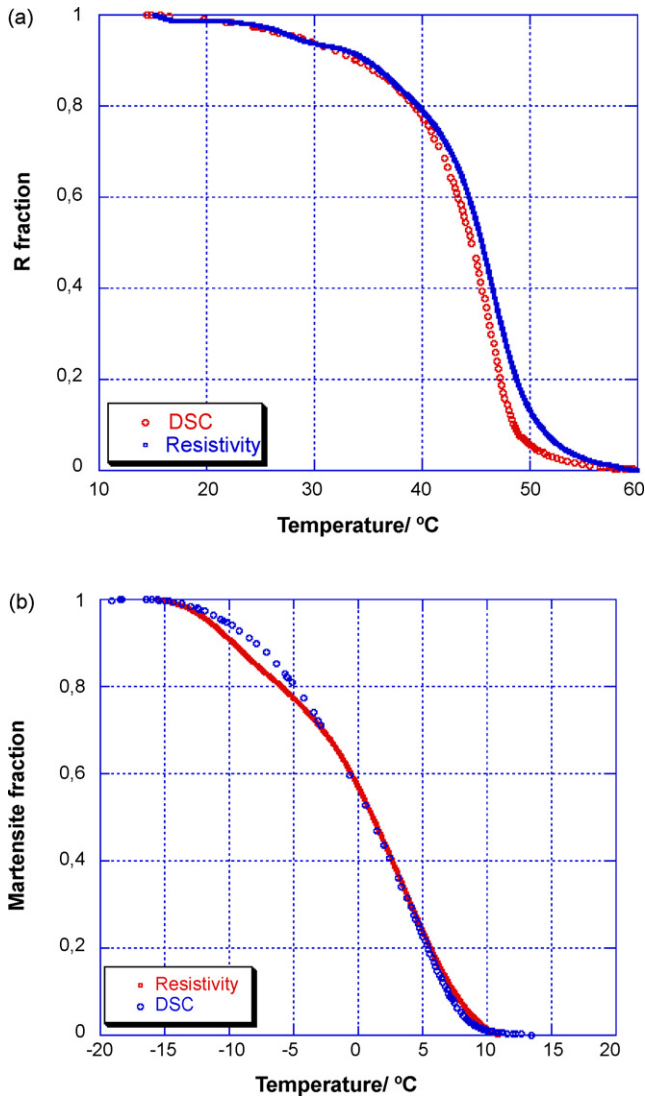 (a)
1
0,8
0,6
0,4
0,2
0
R fraction
DSC
Resistivity
10 20 30 40 50 60
Temperature/ ºC
(b)
1
0,8
0,6
0,4
0,2
0
Martensite fraction
Resistivity
DSC
-20 -15 -10 -5 0 5 10 15 20
Temperature/ ºC